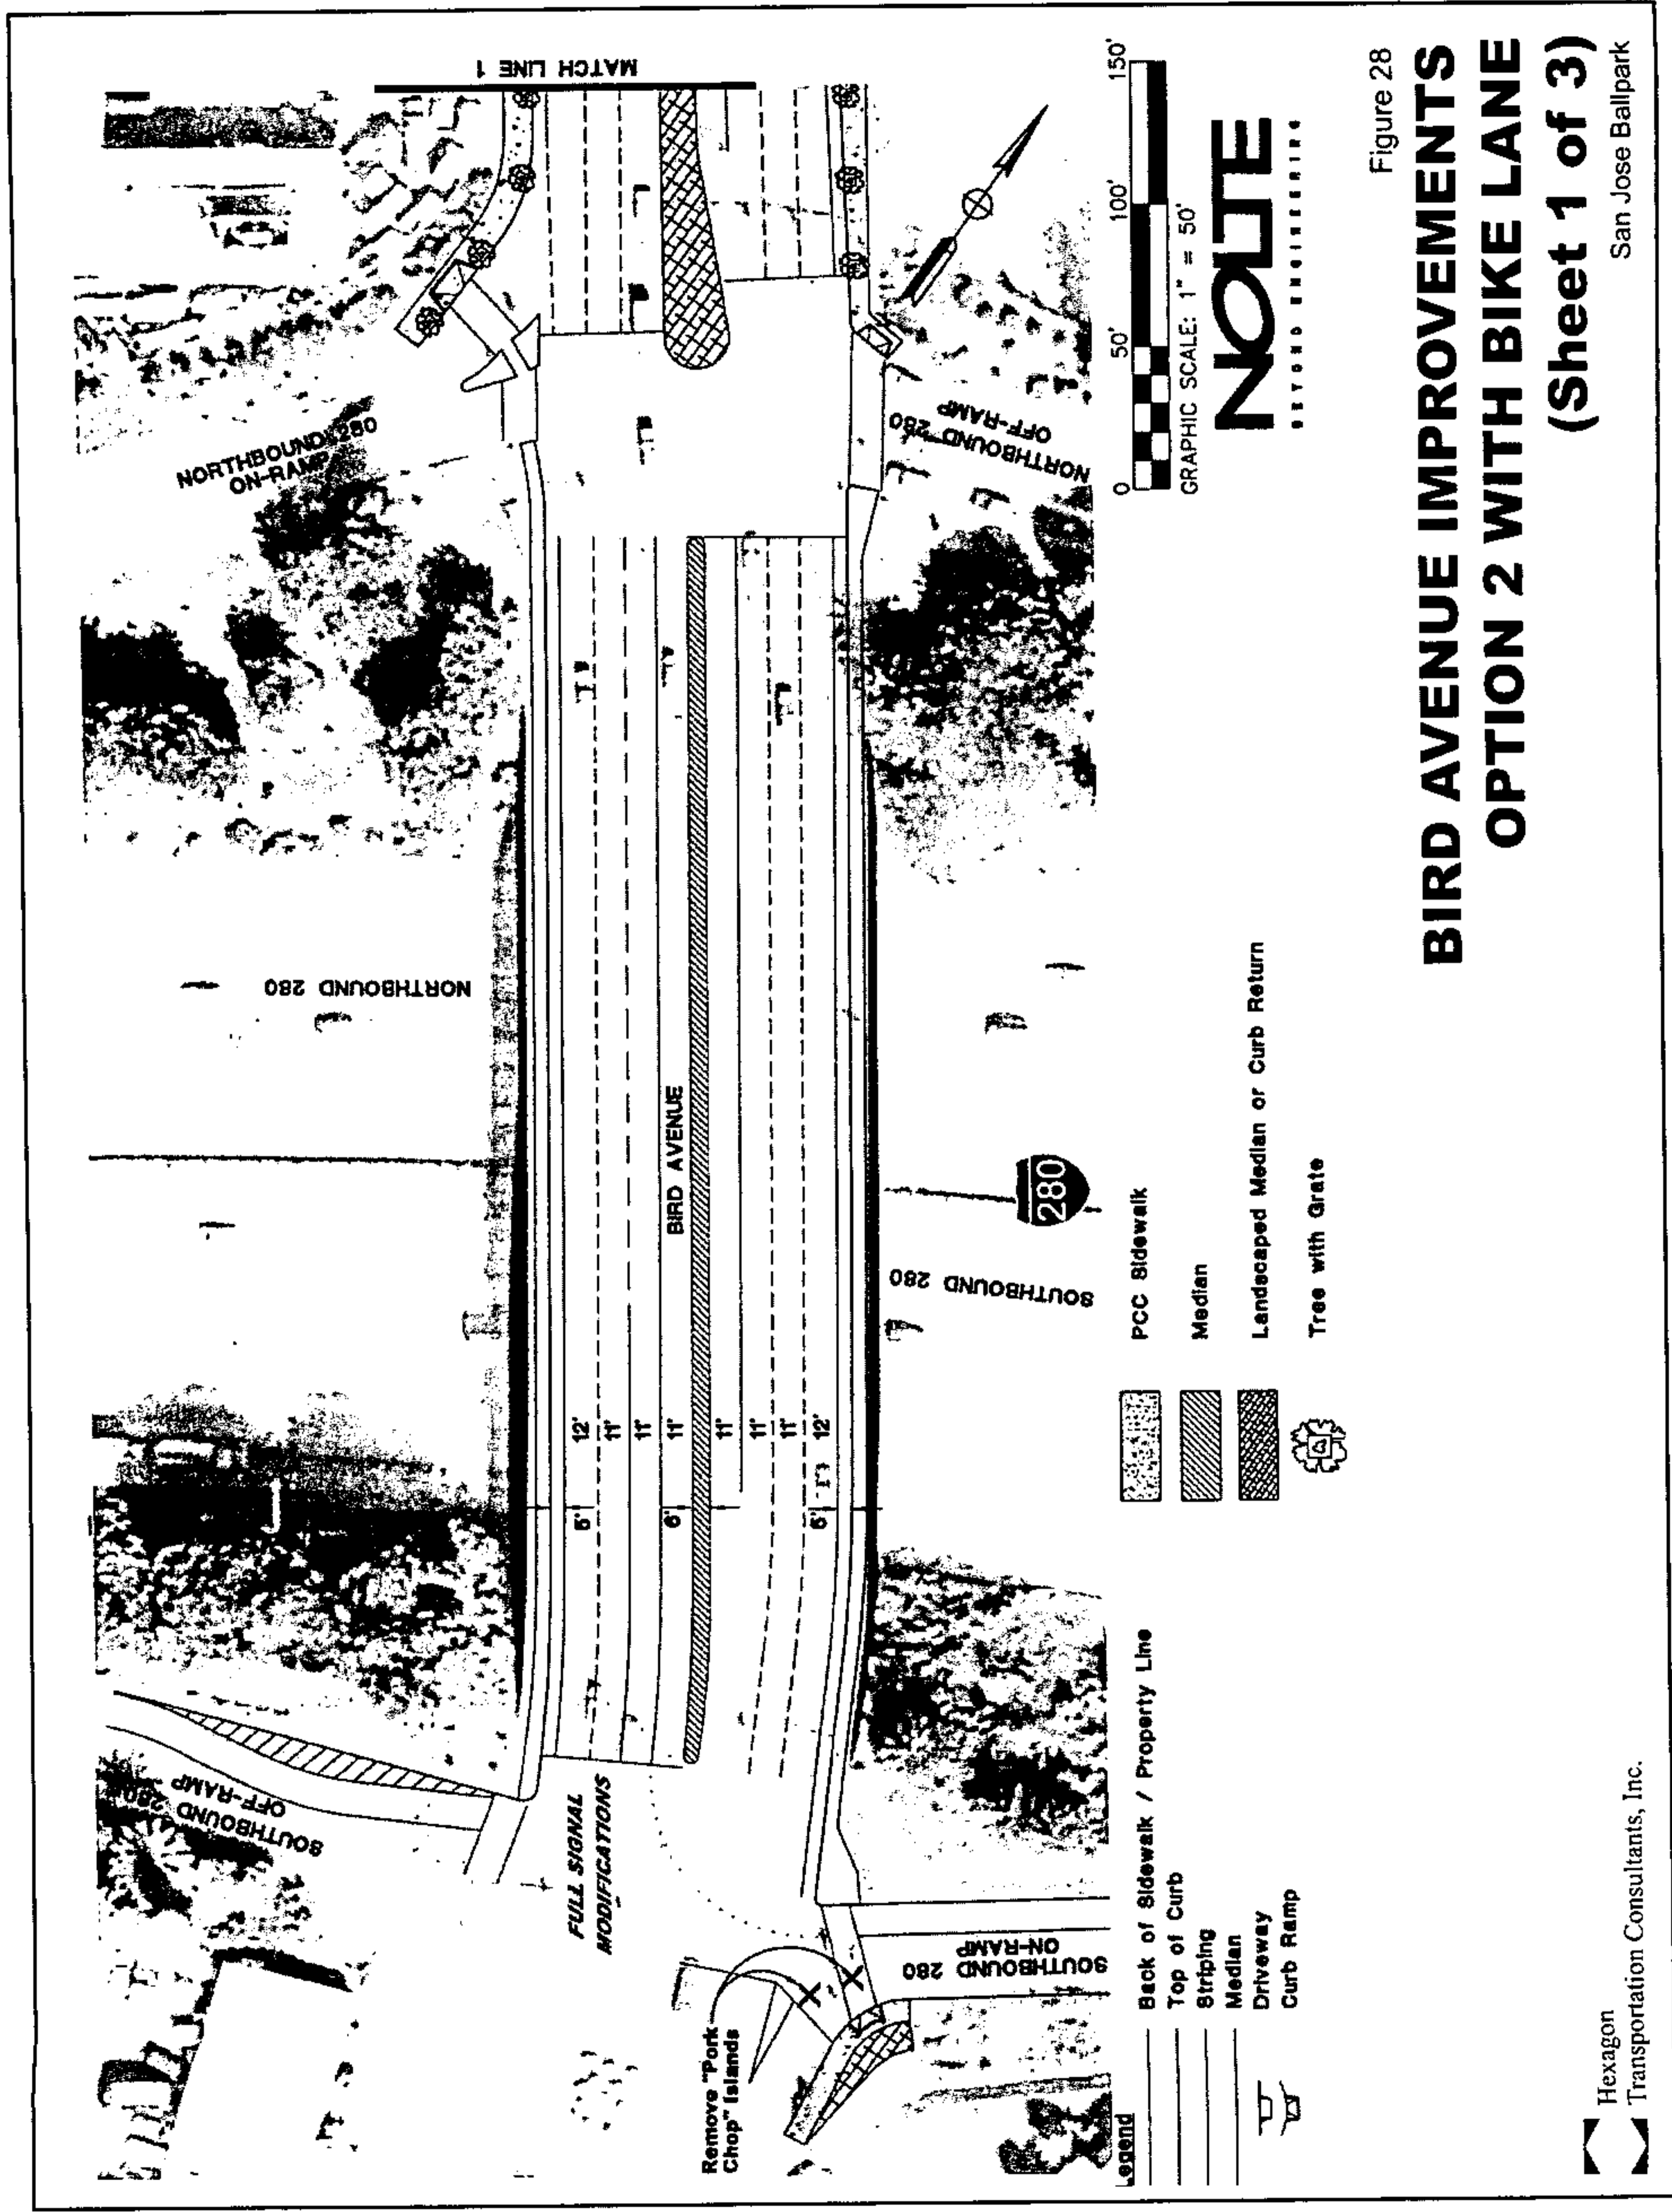 MATCH LINE 1
NORTHBOUND 280
ON-RAMP
NORTHBOUND 280
OFF-RAMP
NORTHBOUND 280
BIRD AVENUE
SOUTHBOUND 280
280
12'
11'
11'
11'
11'
11'
11'
12'
5'
6'
5'
SOUTHBOUND 280
OFF-RAMP
FULL SIGNAL
MODIFICATIONS
Remove "Pork
Chop" Islands
SOUTHBOUND 280
ON-RAMP
Legend
Back of Sidewalk / Property Line
Top of Curb
Striping
Median
Driveway
Curb Ramp
PCC Sidewalk
Median
Landscaped Median or Curb Return
Tree with Grate
0 50' 100' 150'
GRAPHIC SCALE: 1" = 50'
NOLTE
BEYOND ENGINEERING
Figure 28
BIRD AVENUE IMPROVEMENTS
OPTION 2 WITH BIKE LANE
(Sheet 1 of 3)
San Jose Ballpark
Hexagon
Transportation Consultants, Inc.